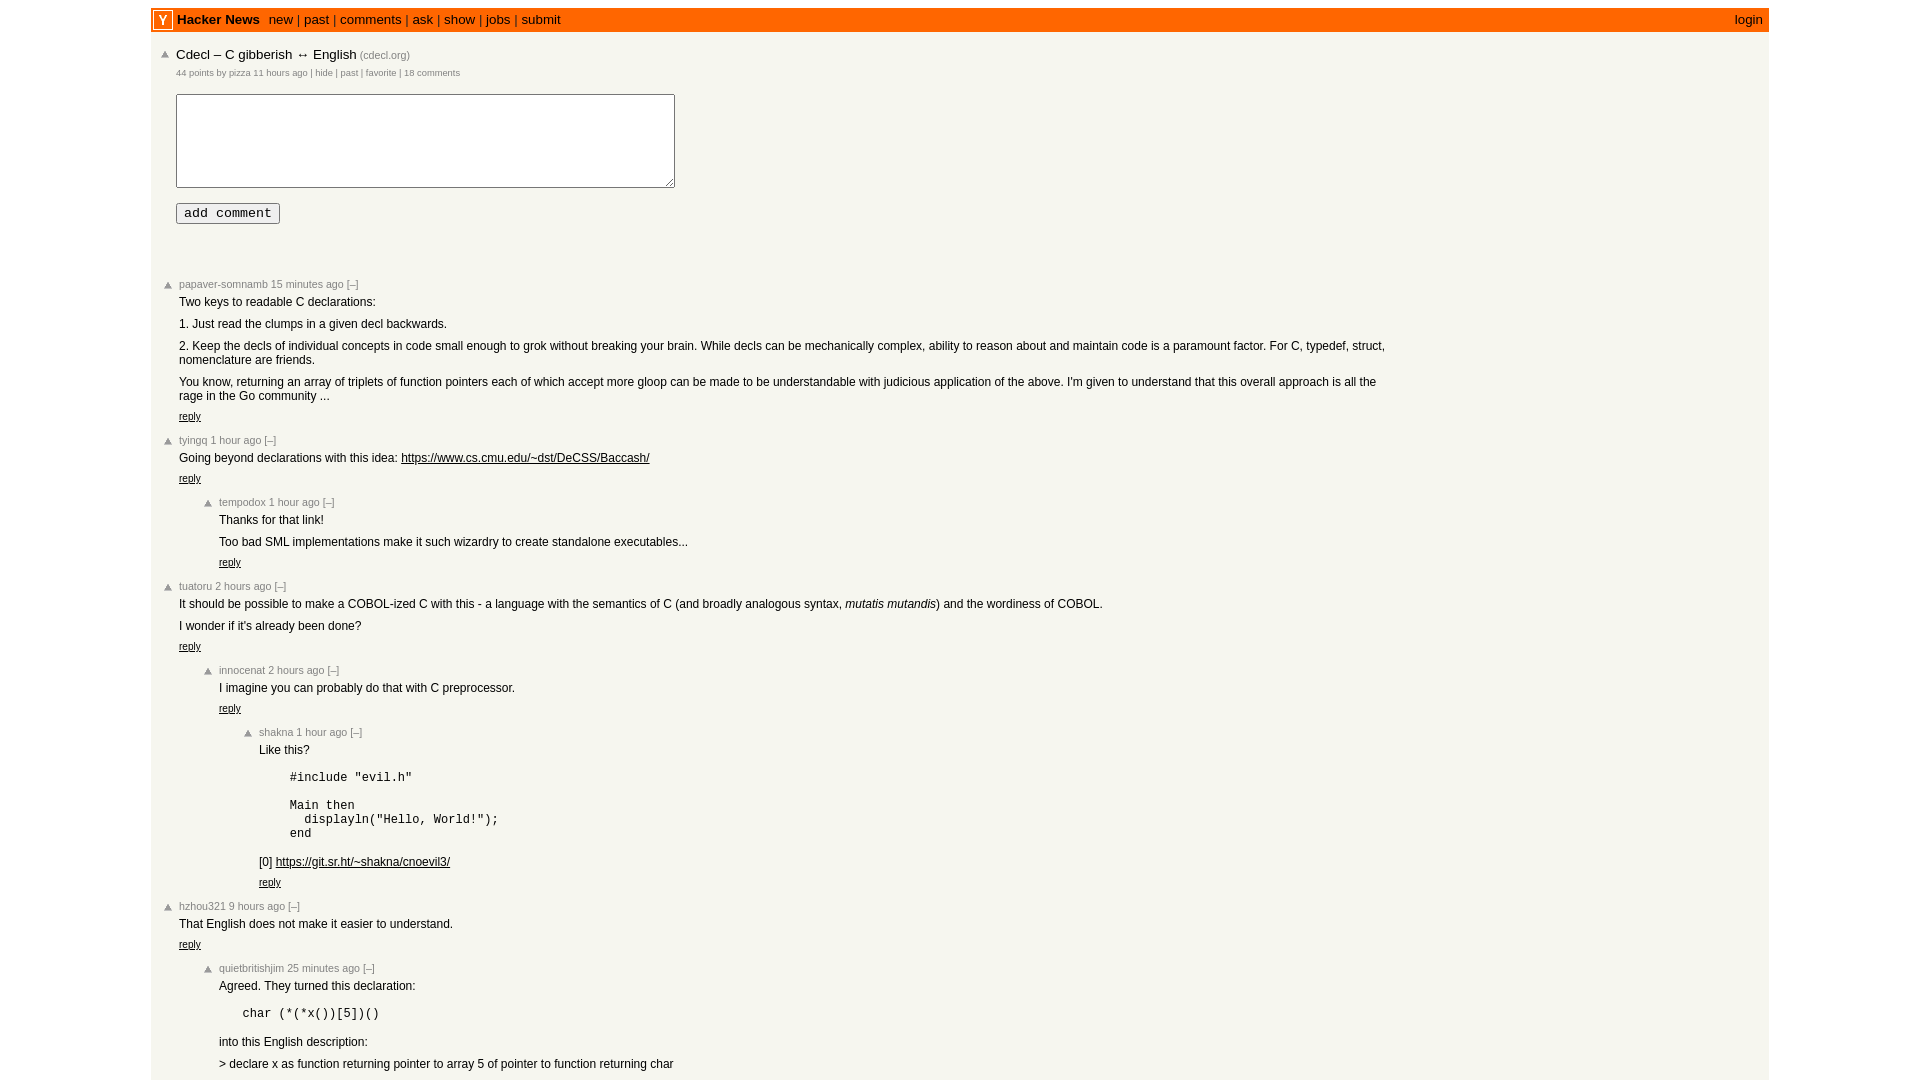 Y Hacker News new | past | comments | ask | show | jobs | submit login
Cdecl – C gibberish ↔ English (cdecl.org)
44 points by pizza 11 hours ago | hide | past | favorite | 18 comments
add comment
papaver-somnamb 15 minutes ago [–]
Two keys to readable C declarations:
1. Just read the clumps in a given decl backwards.
2. Keep the decls of individual concepts in code small enough to grok without breaking your brain. While decls can be mechanically complex, ability to reason about and maintain code is a paramount factor. For C, typedef, struct,
nomenclature are friends.
You know, returning an array of triplets of function pointers each of which accept more gloop can be made to be understandable with judicious application of the above. I'm given to understand that this overall approach is all the
rage in the Go community ...
reply
tyingq 1 hour ago [–]
Going beyond declarations with this idea: https://www.cs.cmu.edu/~dst/DeCSS/Baccash/
reply
tempodox 1 hour ago [–]
Thanks for that link!
Too bad SML implementations make it such wizardry to create standalone executables...
reply
tuatoru 2 hours ago [–]
It should be possible to make a COBOL-ized C with this - a language with the semantics of C (and broadly analogous syntax, mutatis mutandis) and the wordiness of COBOL.
I wonder if it's already been done?
reply
innocenat 2 hours ago [–]
I imagine you can probably do that with C preprocessor.
reply
shakna 1 hour ago [–]
Like this?
#include "evil.h"
Main then
displayln("Hello, World!");
end
[0] https://git.sr.ht/~shakna/cnoevil3/
reply
hzhou321 9 hours ago [–]
That English does not make it easier to understand.
reply
quietbritishjim 25 minutes ago [–]
Agreed. They turned this declaration:
char (*(*x())[5])()
into this English description:
> declare x as function returning pointer to array 5 of pointer to function returning char